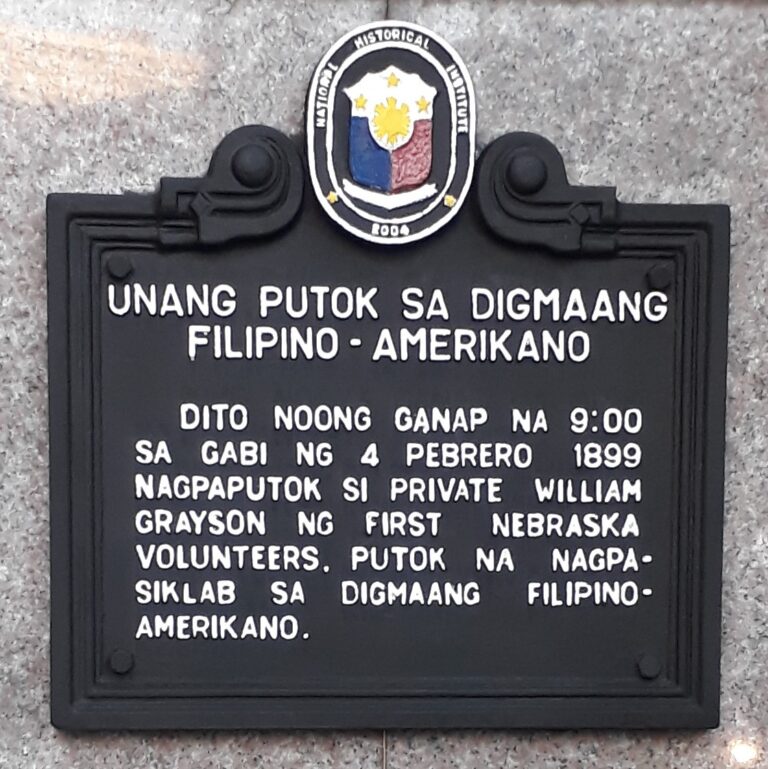 NATIONAL HISTORICAL INSTITUTE
2004
UNANG PUTOK SA DIGMAANG
FILIPINO - AMERIKANO
DITO NOONG GANAP NA 9:00
SA GABI NG 4 PEBRERO 1899
NAGPAPUTOK SI PRIVATE WILLIAM
GRAYSON NG FIRST NEBRASKA
VOLUNTEERS. PUTOK NA NAGPA-
SIKLAB SA DIGMAANG FILIPINO-
AMERIKANO.